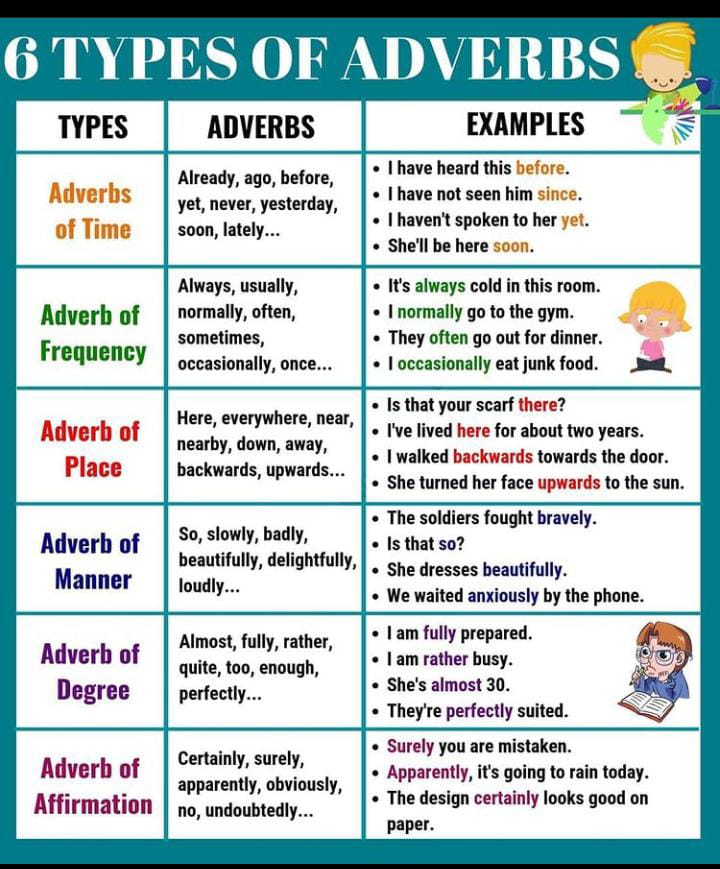 6 TYPES OF ADVERBS
TYPES
ADVERBS
EXAMPLES
Adverbs
of Time
Already, ago, before,
yet, never, yesterday,
soon, lately...
• I have heard this before.
• I have not seen him since.
• I haven't spoken to her yet.
• She'll be here soon.
Adverb of
Frequency
Always, usually,
normally, often,
sometimes,
occasionally, once...
• It's always cold in this room.
• I normally go to the gym.
• They often go out for dinner.
• I occasionally eat junk food.
Adverb of
Place
Here, everywhere, near,
nearby, down, away,
backwards, upwards...
• Is that your scarf there?
• I've lived here for about two years.
• I walked backwards towards the door.
• She turned her face upwards to the sun.
Adverb of
Manner
So, slowly, badly,
beautifully, delightfully,
loudly...
• The soldiers fought bravely.
• Is that so?
• She dresses beautifully.
• We waited anxiously by the phone.
Adverb of
Degree
Almost, fully, rather,
quite, too, enough,
perfectly...
• I am fully prepared.
• I am rather busy.
• She's almost 30.
• They're perfectly suited.
Adverb of
Affirmation
Certainly, surely,
apparently, obviously,
no, undoubtedly...
• Surely you are mistaken.
• Apparently, it's going to rain today.
• The design certainly looks good on
paper.